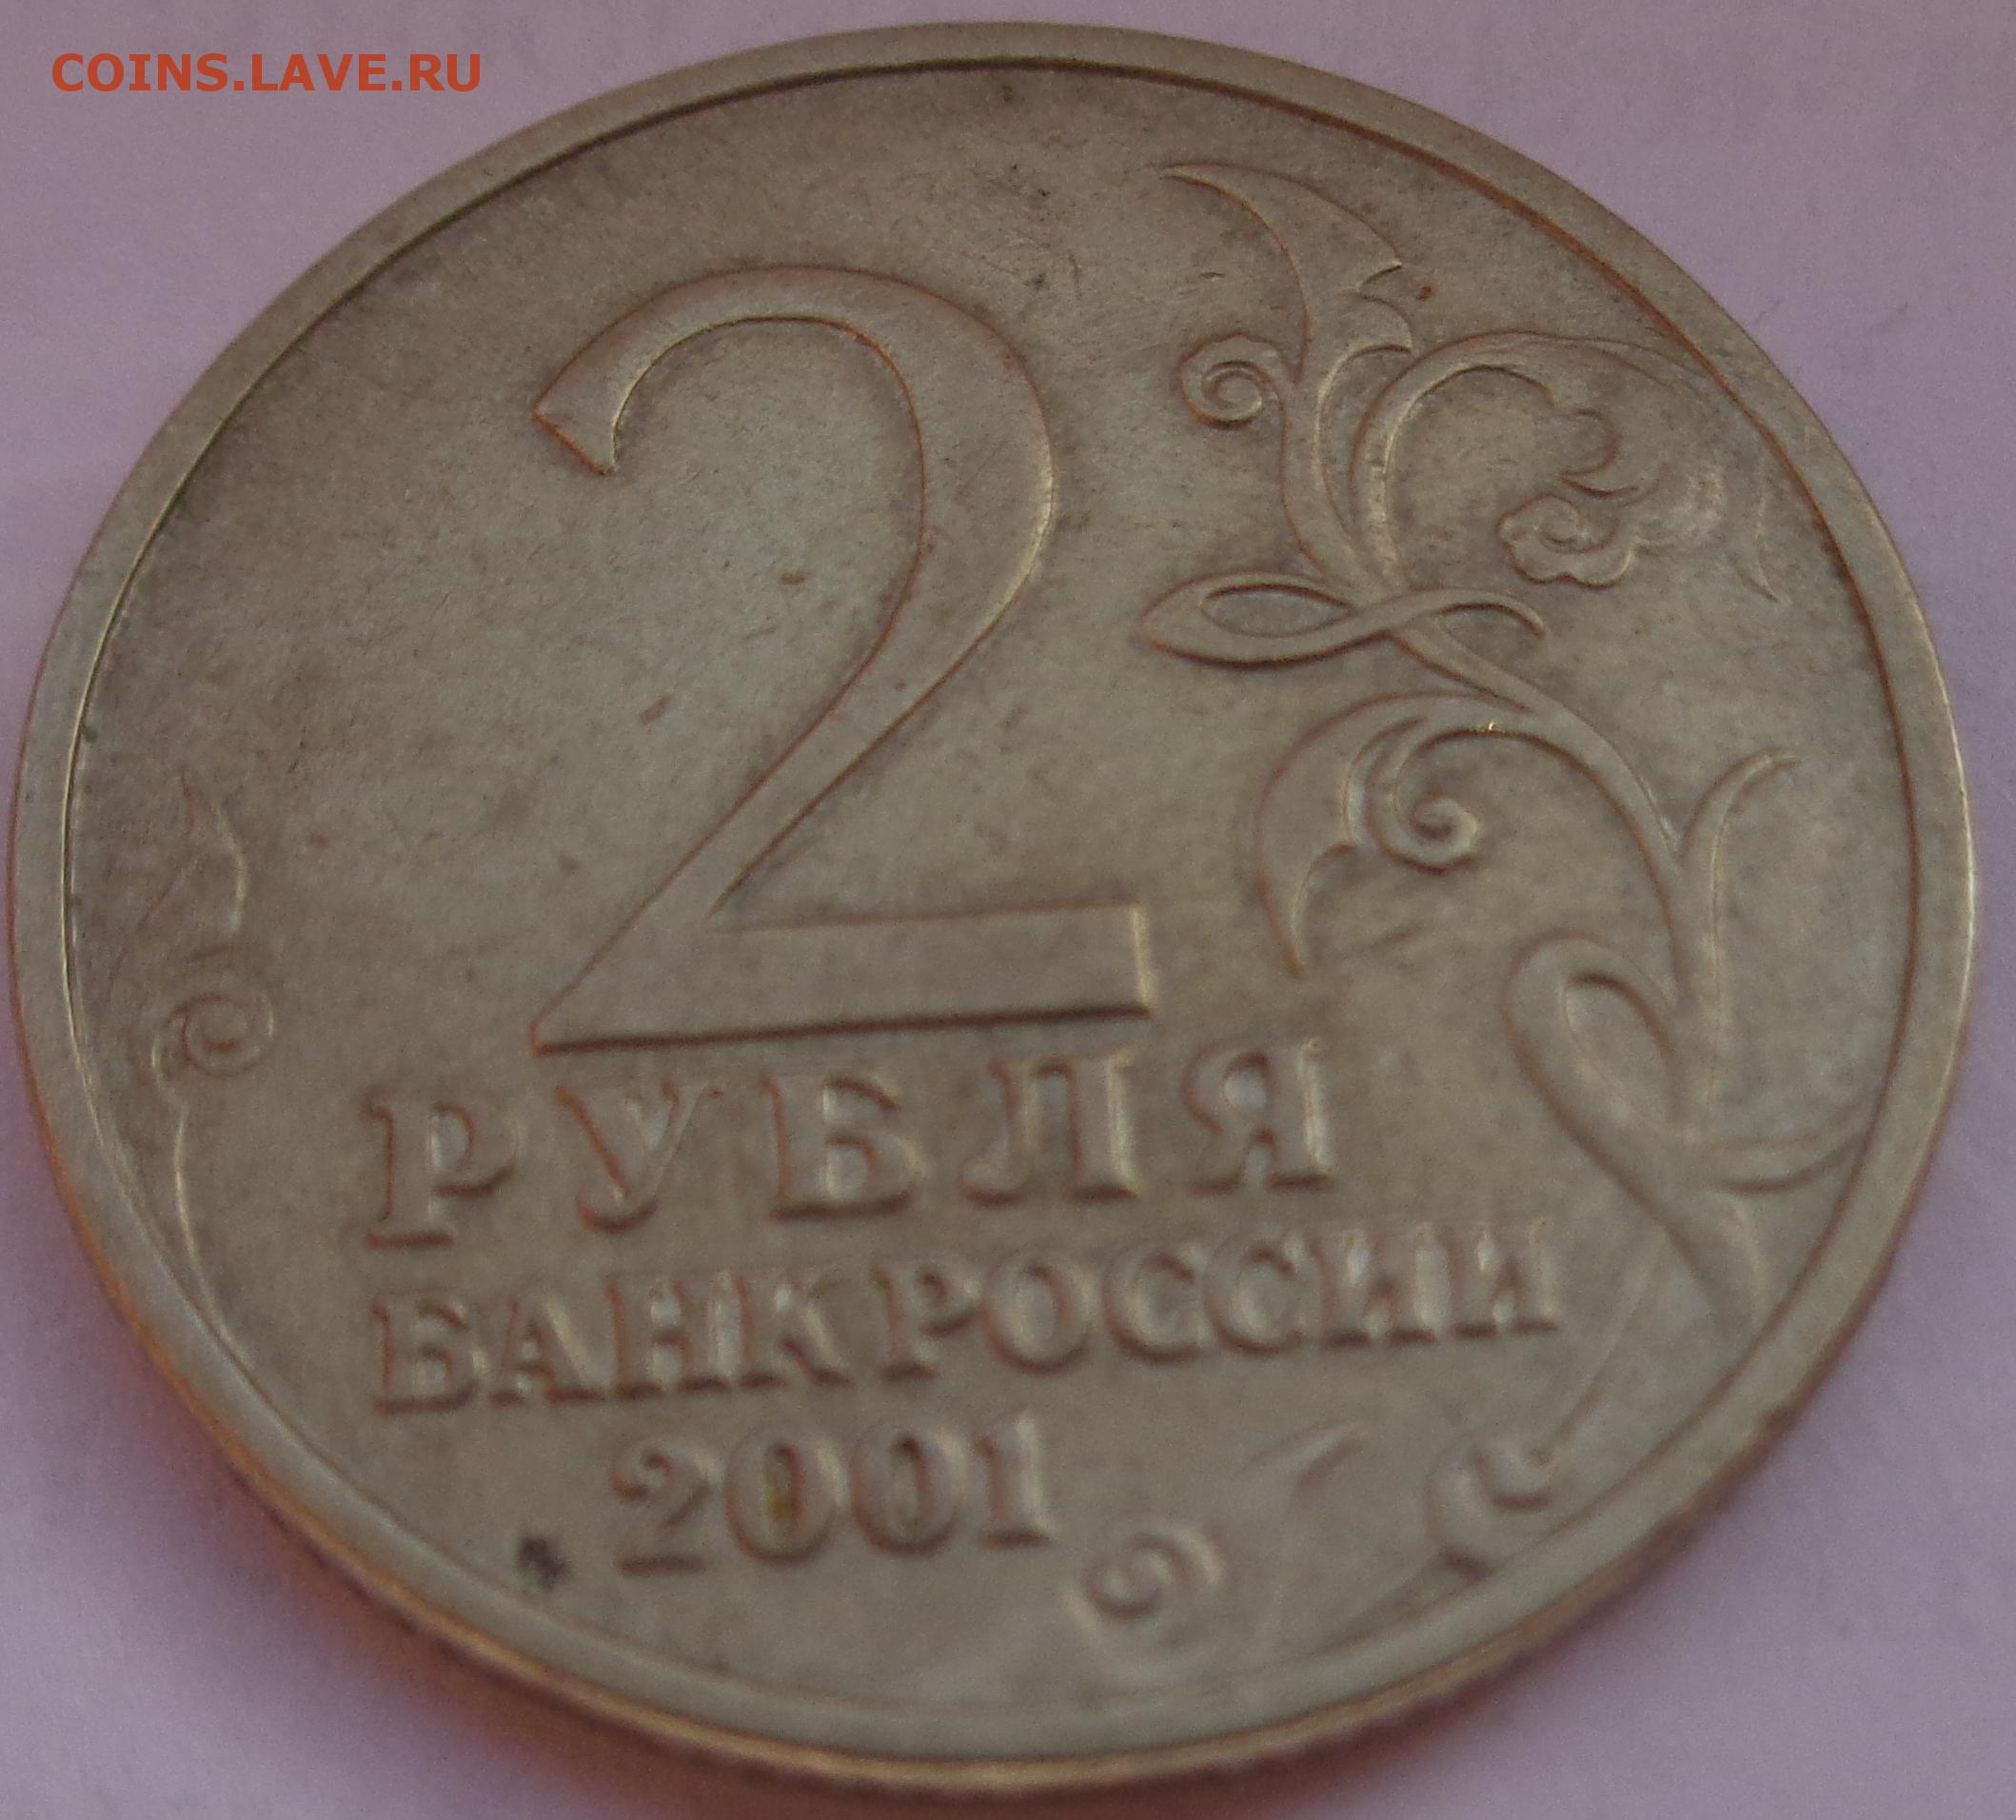 COINS.LAVE.RU
2
РУБЛЯ
БАНК РОССИИ
2001